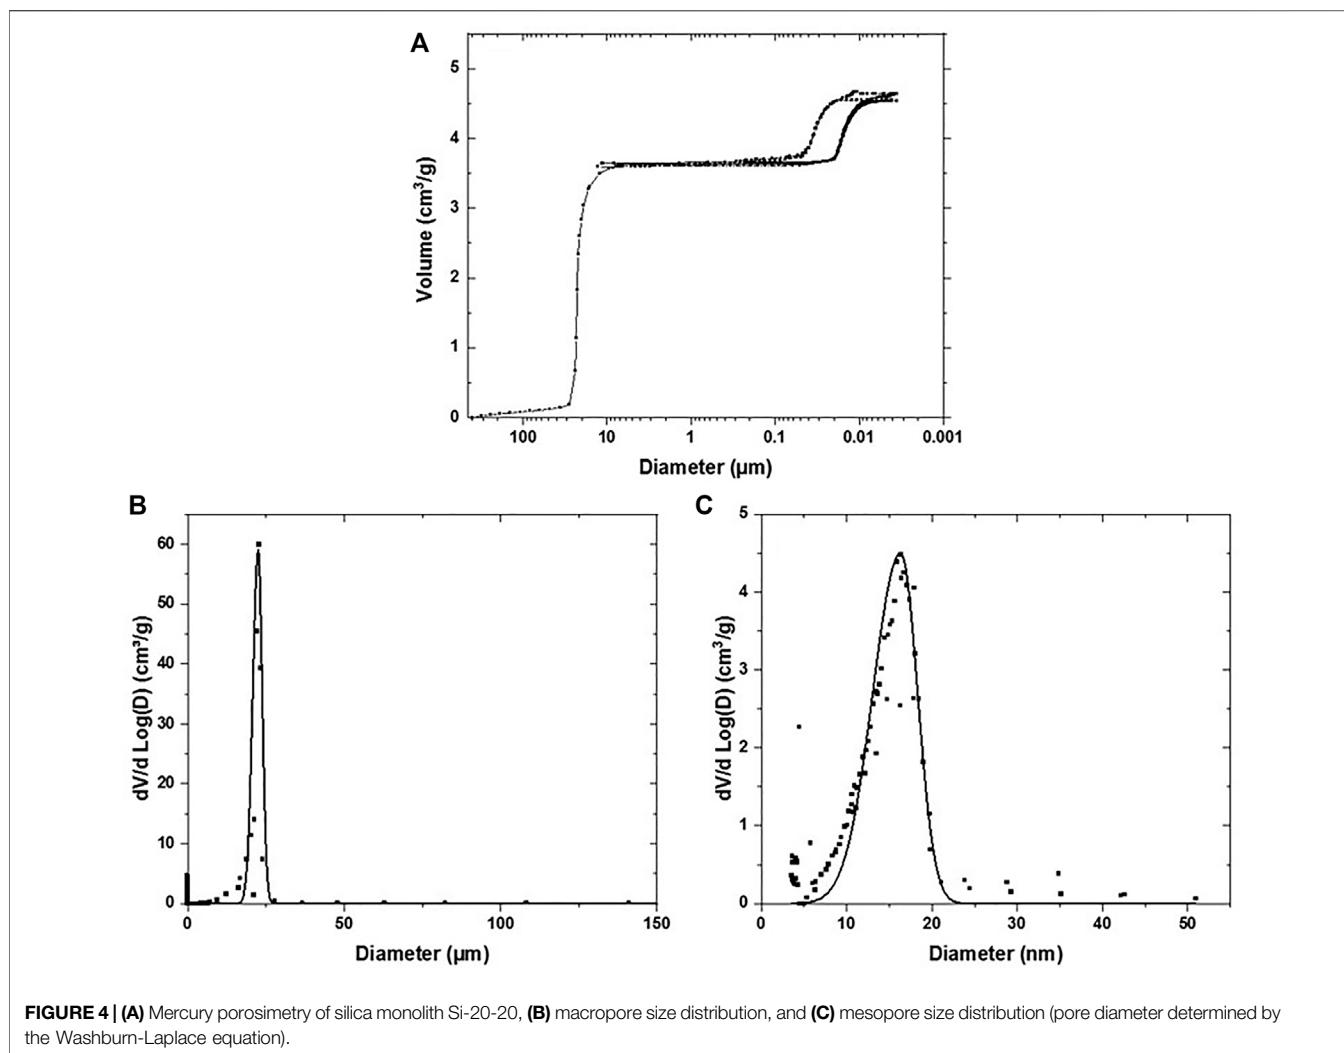 A
5
4
3
2
1
0
Volume (cm³/g)
100 10 1 0.1 0.01 0.001
Diameter (µm)
B
60
50
40
30
20
10
0
dV/d Log(D) (cm³/g)
0 50 100 150
Diameter (µm)
C
5
4
3
2
1
0
dV/d Log(D) (cm³/g)
0 10 20 30 40 50
Diameter (nm)
FIGURE 4 | (A) Mercury porosimetry of silica monolith Si-20-20, (B) macropore size distribution, and (C) mesopore size distribution (pore diameter determined by
the Washburn-Laplace equation).